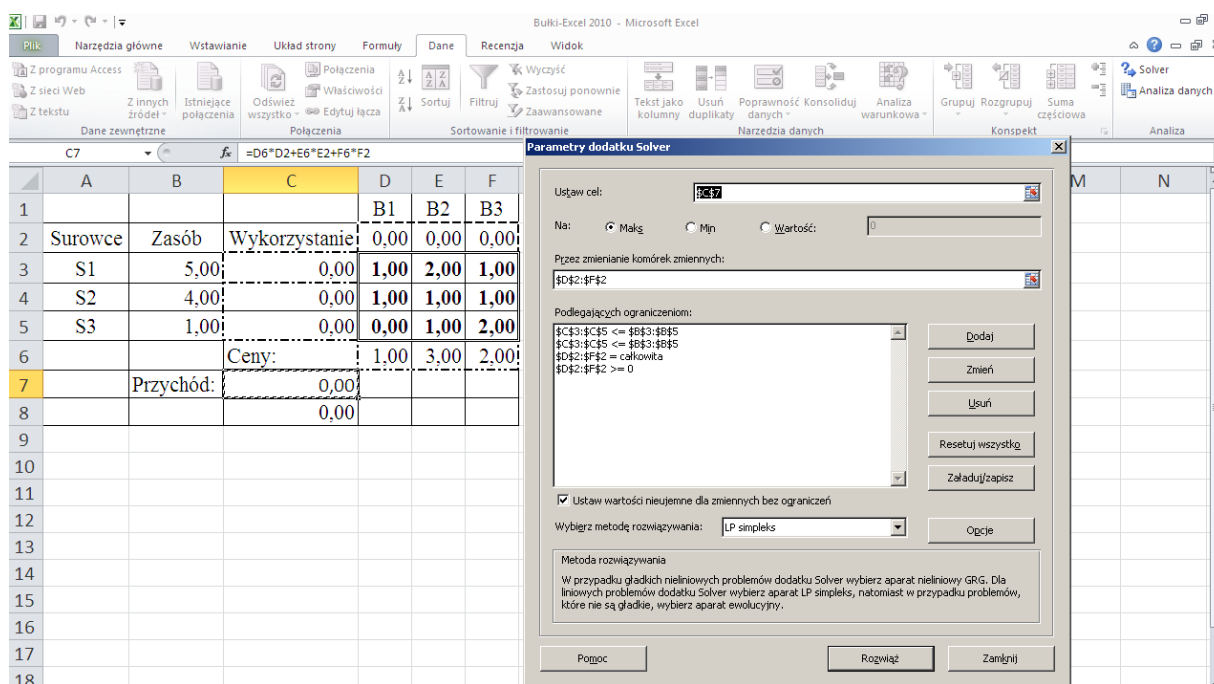 Bułki-Excel 2010 - Microsoft Excel
Plik Narzędzia główne Wstawianie Układ strony Formuły Dane Recenzja Widok
Z programu Access
Z sieci Web
Z tekstu
Z innych źródeł
Istniejące połączenia
Dane zewnętrzne
Odśwież wszystko
Połączenia
Właściwości
Edytuj łącza
Połączenia
Sortuj
Filtruj
Wyczyść
Zastosuj ponownie
Zaawansowane
Sortowanie i filtrowanie
Tekst jako kolumny
Usuń duplikaty
Poprawność danych
Konsoliduj
Analiza warunkowa
Narzędzia danych
Grupuj
Rozgrupuj
Suma częściowa
Konspekt
Solver
Analiza danych
Analiza
C7 fx =D6*D2+E6*E2+F6*F2
A B C D E F M N
1 B1 B2 B3
2 Surowce Zasób Wykorzystanie 0,00 0,00 0,00
3 S1 5,00 0,00 1,00 2,00 1,00
4 S2 4,00 0,00 1,00 1,00 1,00
5 S3 1,00 0,00 0,00 1,00 2,00
6 Ceny: 1,00 3,00 2,00
7 Przychód: 0,00
8 0,00
9
10
11
12
13
14
15
16
17
18
Parametry dodatku Solver
Ustaw cel: $C$7
Na: Maks Min Wartość: 0
Przez zmienianie komórek zmiennych:
$D$2:$F$2
Podlegających ograniczeniom:
$C$3:$C$5 <= $B$3:$B$5
$C$3:$C$5 <= $B$3:$B$5
$D$2:$F$2 = całkowita
$D$2:$F$2 >= 0
Dodaj
Zmień
Usuń
Resetuj wszystko
Załaduj/zapisz
Ustaw wartości nieujemne dla zmiennych bez ograniczeń
Wybierz metodę rozwiązywania: LP simpleks
Opcje
Metoda rozwiązywania
W przypadku gładkich nieliniowych problemów dodatku Solver wybierz aparat nieliniowy GRG. Dla
liniowych problemów dodatku Solver wybierz aparat LP simpleks, natomiast w przypadku problemów,
które nie są gładkie, wybierz aparat ewolucyjny.
Pomoc Rozwiąż Zamknij